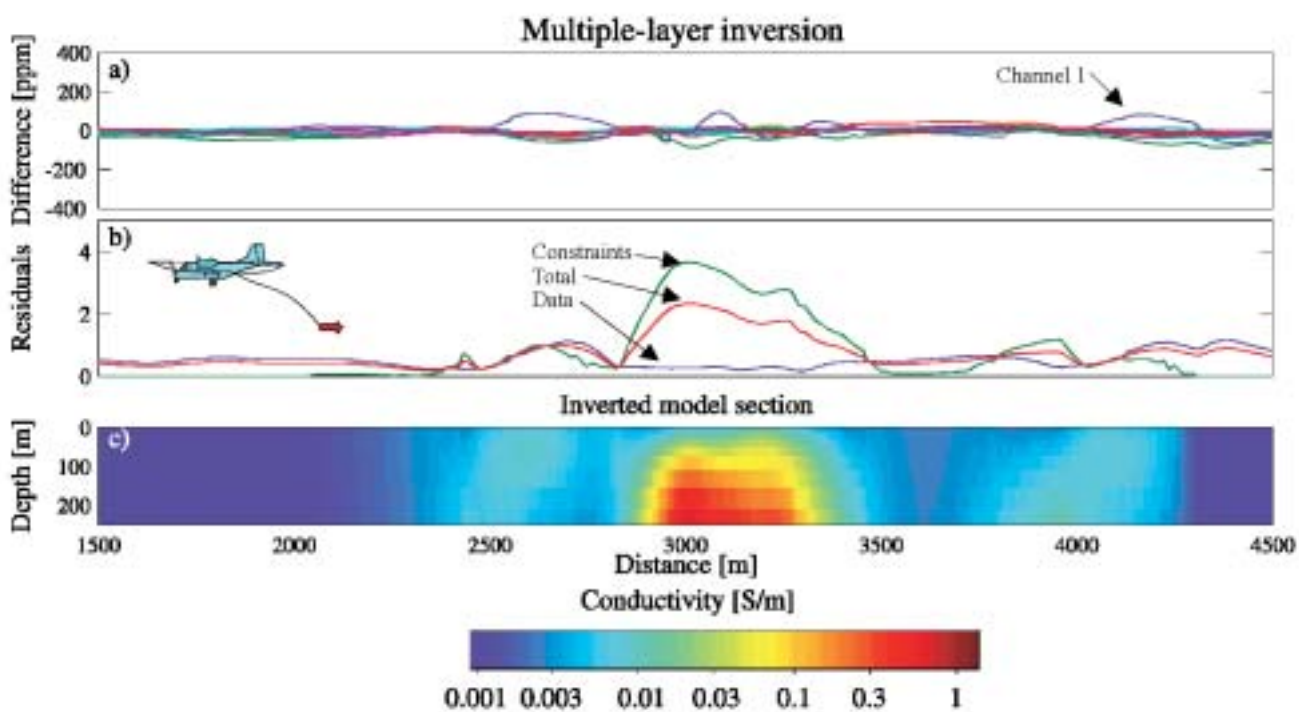 Multiple-layer inversion
Difference [ppm]
400
200
0
-200
-400
a)
Channel 1
Residuals
4
2
0
b)
Constraints
Total
Data
Inverted model section
Depth [m]
0
100
200
c)
1500 2000 2500 3000 3500 4000 4500
Distance [m]
Conductivity [S/m]
0.001 0.003 0.01 0.03 0.1 0.3 1